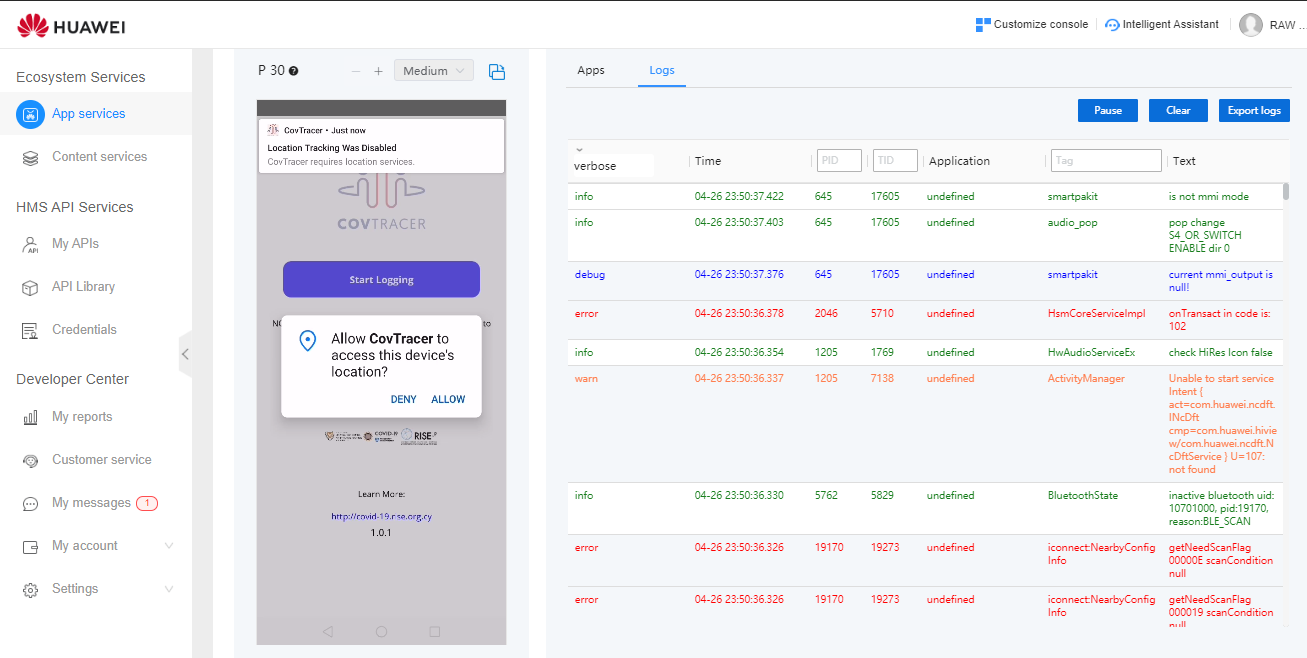 HUAWEI
Customize console
Intelligent Assistant
RAW ...
Ecosystem Services
App services
Content services
HMS API Services
My APIs
API Library
Credentials
Developer Center
My reports
Customer service
My messages 1
My account
Settings
P 30 ?
− + Medium
CovTracer • Just now
Location Tracking Was Disabled
CovTracer requires location services.
COVTRACER
Start Logging
NO to
Allow CovTracer to
access this device's
location?
DENY ALLOW
COVID-19 RISE
Learn More:
http://covid-19.rise.org.cy
1.0.1
Apps Logs
Pause Clear Export logs
verbose Time PID TID Application Tag Text
info 04-26 23:50:37.422 645 17605 undefined smartpakit is not mmi mode
info 04-26 23:50:37.403 645 17605 undefined audio_pop pop change
S4_OR_SWITCH
ENABLE dir 0
debug 04-26 23:50:37.376 645 17605 undefined smartpakit current mmi_output is
null!
error 04-26 23:50:36.378 2046 5710 undefined HsmCoreServiceImpl onTransact in code is:
102
info 04-26 23:50:36.354 1205 1769 undefined HwAudioServiceEx check HiRes Icon false
warn 04-26 23:50:36.337 1205 7138 undefined ActivityManager Unable to start service
Intent {
act=com.huawei.ncdft.
INcDft
cmp=com.huawei.hivie
w/com.huawei.ncdft.N
cDftService } U=107:
not found
info 04-26 23:50:36.330 5762 5829 undefined BluetoothState inactive bluetooth uid:
10701000, pid:19170,
reason:BLE_SCAN
error 04-26 23:50:36.326 19170 19273 undefined iconnect:NearbyConfig getNeedScanFlag
Info 00000E scanCondition
null
error 04-26 23:50:36.326 19170 19273 undefined iconnect:NearbyConfig getNeedScanFlag
Info 000019 scanCondition
null